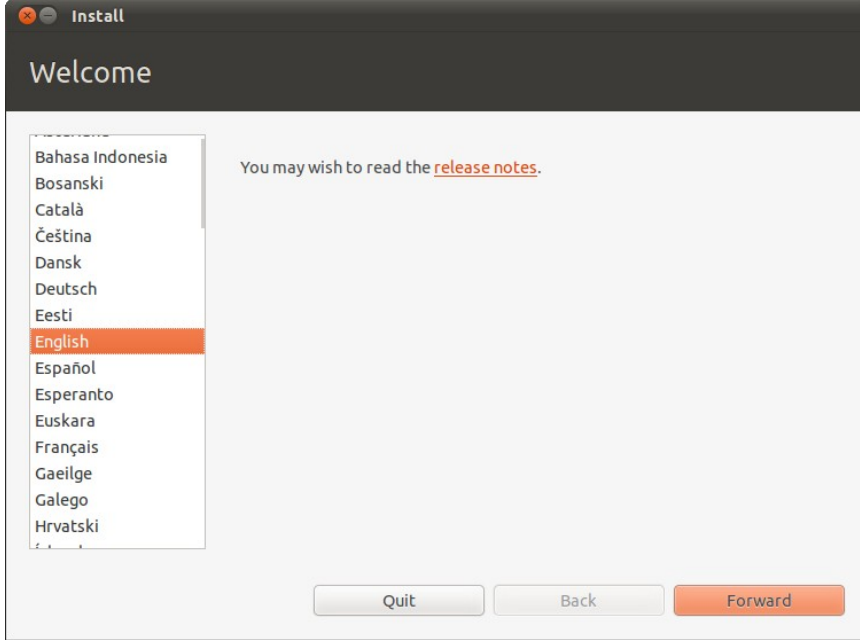 Install
Welcome
Bahasa Indonesia
Bosanski
Català
Čeština
Dansk
Deutsch
Eesti
English
Español
Esperanto
Euskara
Français
Gaeilge
Galego
Hrvatski
You may wish to read the release notes.
Quit
Back
Forward